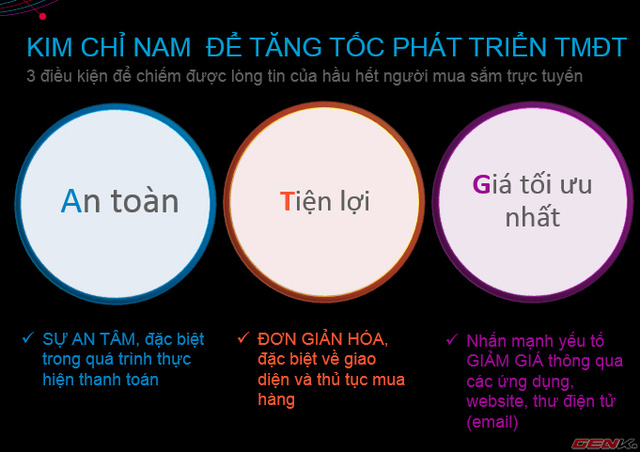 KIM CHỈ NAM ĐỂ TĂNG TỐC PHÁT TRIỂN TMĐT
3 điều kiện để chiếm được lòng tin của hầu hết người mua sắm trực tuyến
An toàn
Tiện lợi
Giá tối ưu
nhất
✓ SỰ AN TÂM, đặc biệt
trong quá trình thực
hiện thanh toán
✓ ĐƠN GIẢN HÓA,
đặc biệt về giao
diện và thủ tục mua
hàng
✓ Nhấn mạnh yếu tố
GIẢM GIÁ thông qua
các ứng dụng,
website, thư điện tử
(email)
GENK